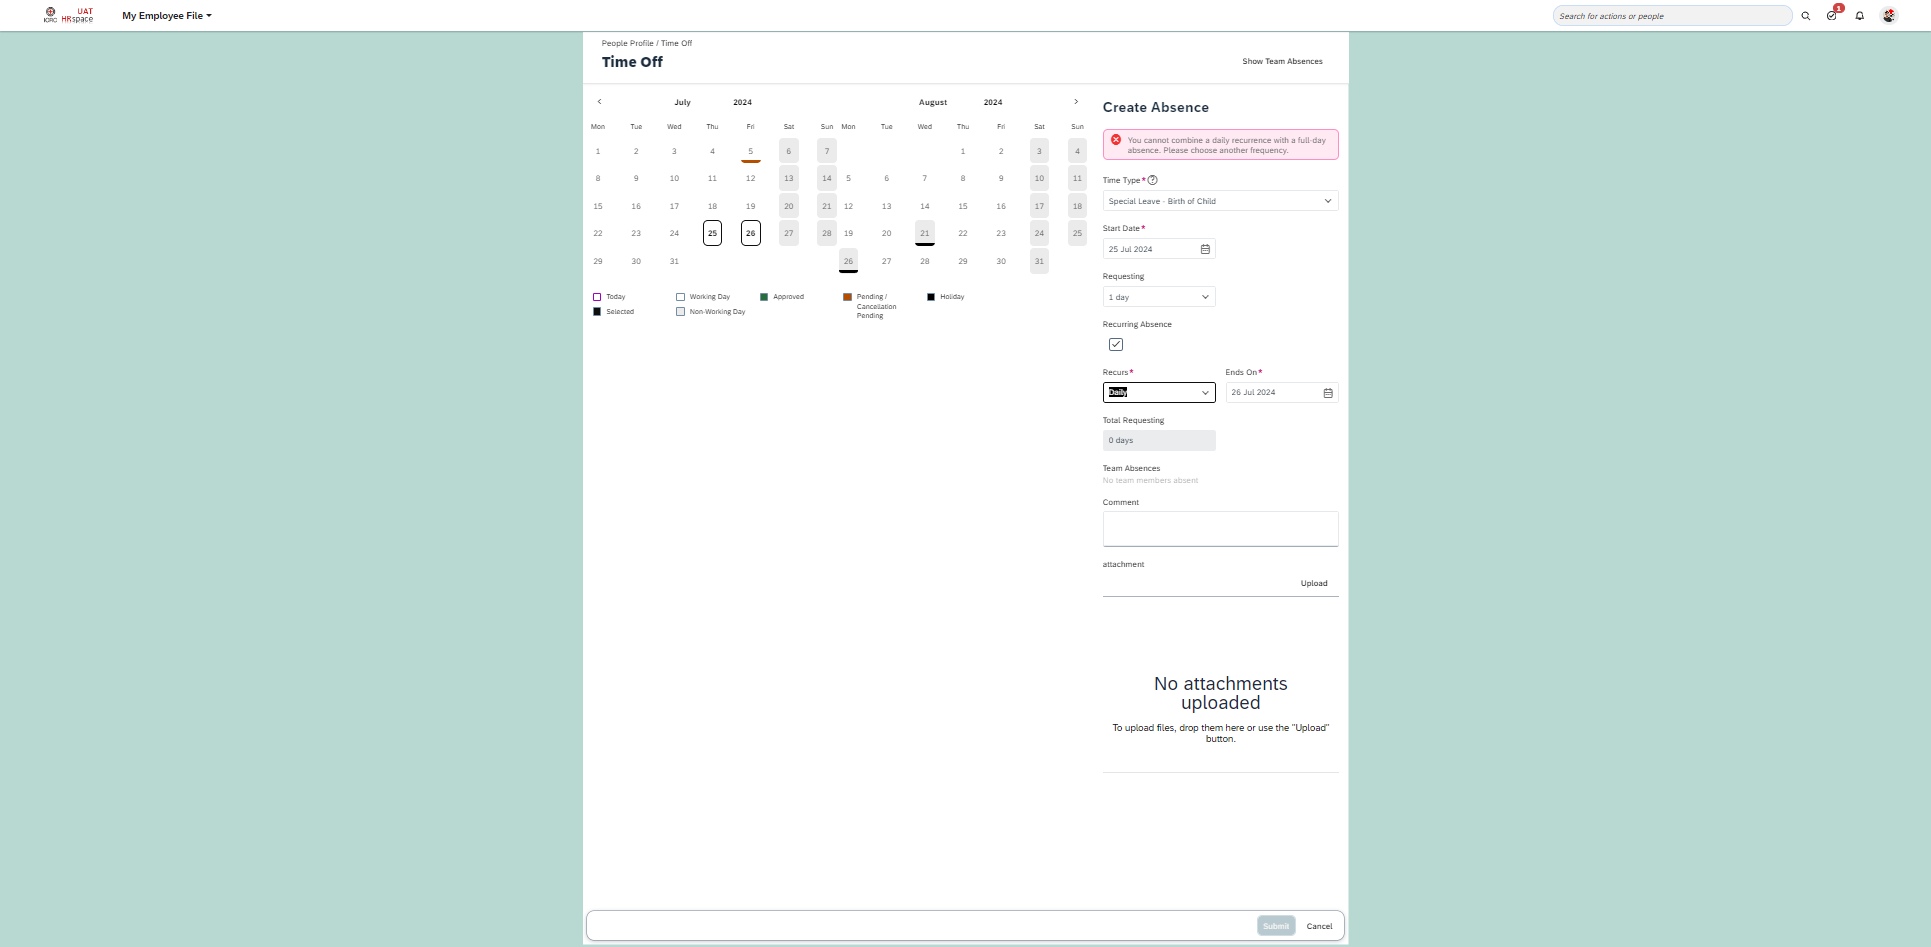 ICRC
UAT
HRspace
My Employee File
Search for actions or people
1
People Profile / Time Off
Time Off
Show Team Absences
July 2024
August 2024
Mon Tue Wed Thu Fri Sat Sun
Mon Tue Wed Thu Fri Sat Sun
1 2 3 4 5 6 7
1 2 3 4
8 9 10 11 12 13 14
5 6 7 8 9 10 11
15 16 17 18 19 20 21
12 13 14 15 16 17 18
22 23 24 25 26 27 28
19 20 21 22 23 24 25
29 30 31
26 27 28 29 30 31
Today
Working Day
Approved
Pending /
Cancellation
Pending
Holiday
Selected
Non-Working Day
Create Absence
You cannot combine a daily recurrence with a full-day
absence. Please choose another frequency.
Time Type*
Special Leave - Birth of Child
Start Date*
25 Jul 2024
Requesting
1 day
Recurring Absence
Recurs* Ends On*
Daily 26 Jul 2024
Total Requesting
0 days
Team Absences
No team members absent
Comment
attachment
Upload
No attachments
uploaded
To upload files, drop them here or use the "Upload"
button.
Submit Cancel